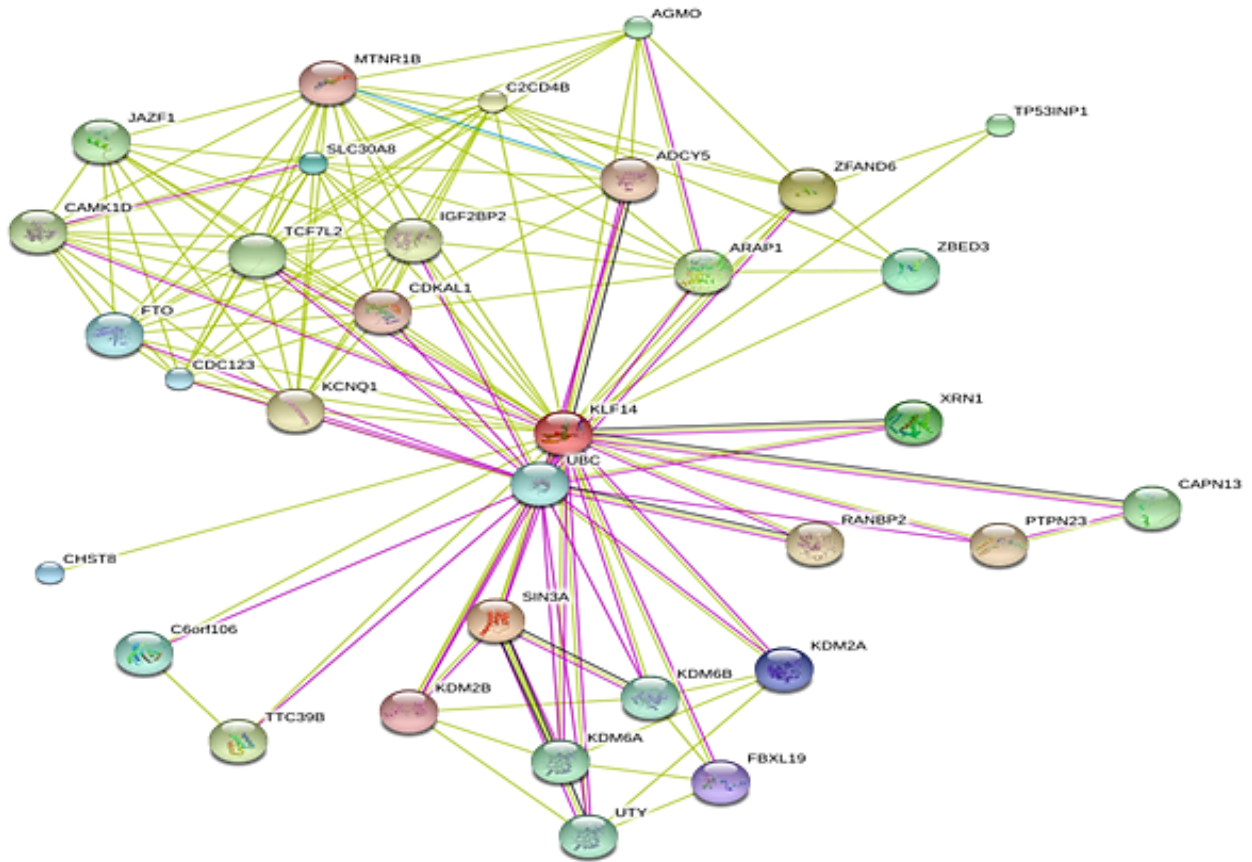 AGMO
MTNR1B
C2CD4B
TP53INP1
JAZF1
SLC30A8
ADCY5
ZFAND6
CAMK1D
TCF7L2
IGF2BP2
ARAP1
ZBED3
CDKAL1
FTO
CDC123
KCNQ1
KLF14
XRN1
UBC
CAPN13
RANBP2
PTPN23
CHST8
SIN3A
C6orf106
KDM6B
KDM2A
KDM2B
TTC39B
KDM6A
FBXL19
UTY